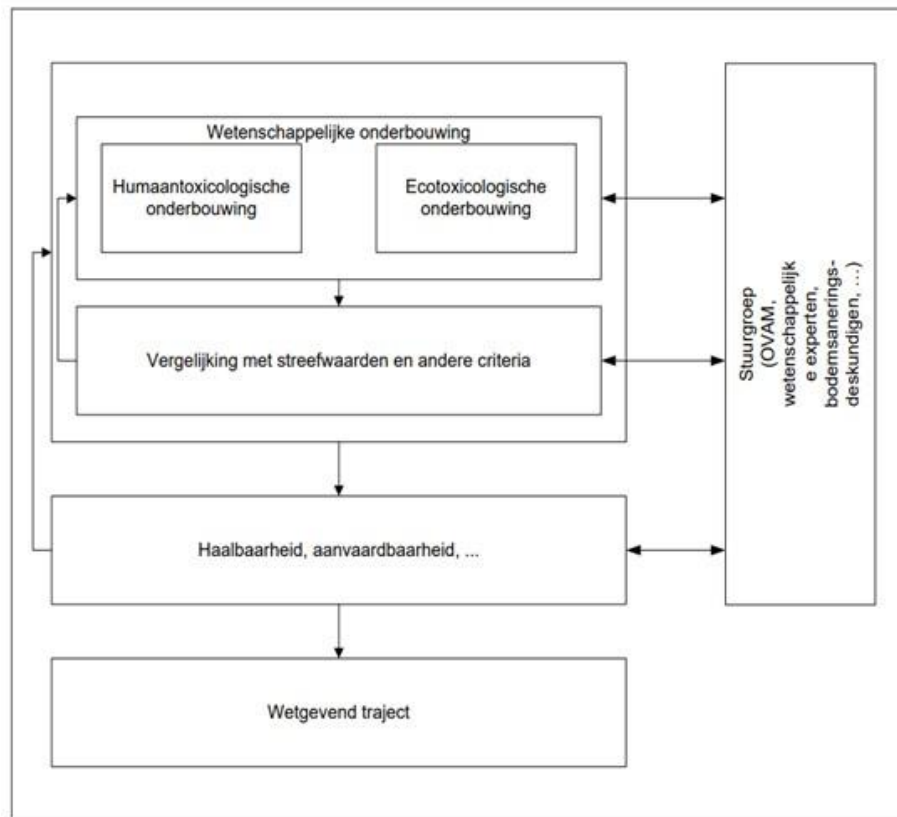 Wetenschappelijke onderbouwing
Humaantoxicologische
onderbouwing
Ecotoxicologische
onderbouwing
Vergelijking met streefwaarden en andere criteria
Haalbaarheid, aanvaardbaarheid, ...
Wetgevend traject
Stuurgroep
(OVAM,
wetenschappelijk
e experten,
bodemsanerings-
deskundigen, ...)